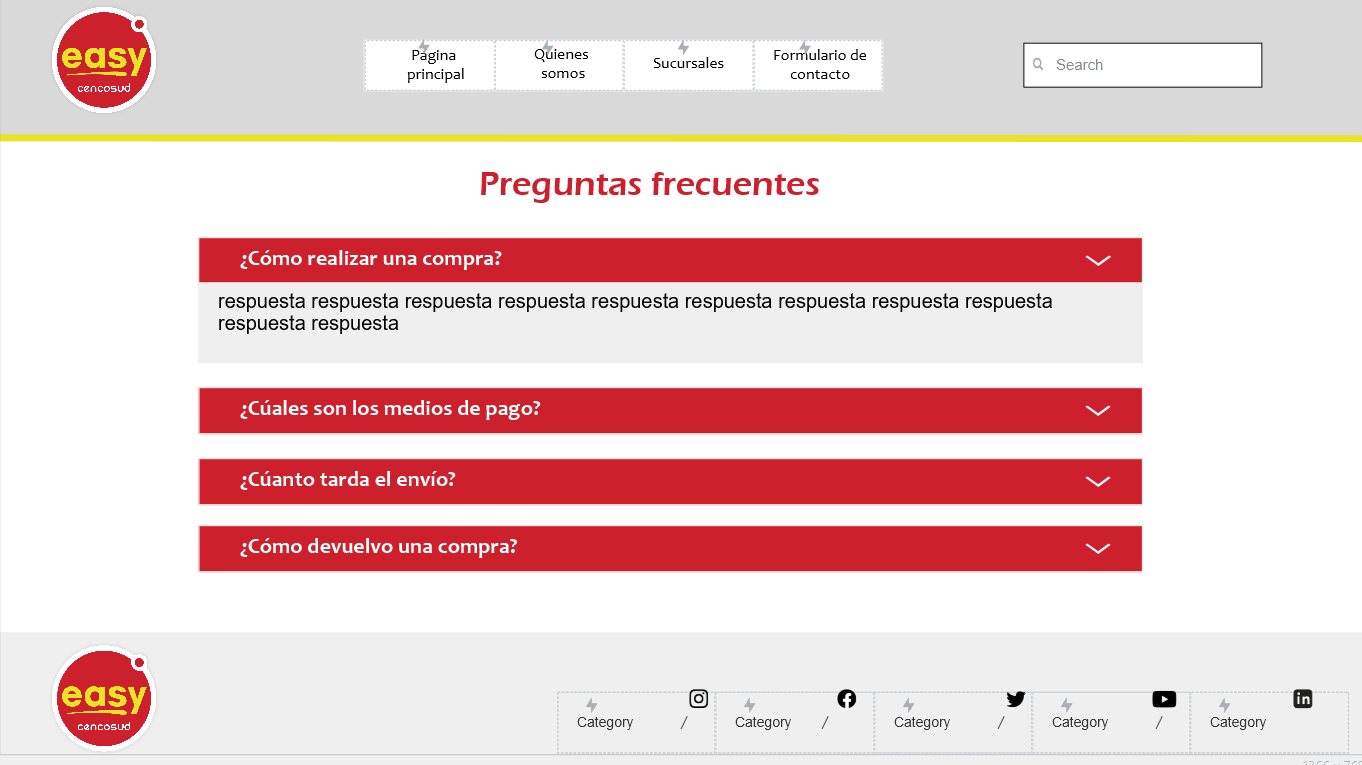 easy
cencosud
Página
principal
Quienes
somos
Sucursales
Formulario de
contacto
Search
Preguntas frecuentes
¿Cómo realizar una compra?
respuesta respuesta respuesta respuesta respuesta respuesta respuesta respuesta respuesta
respuesta respuesta
¿Cúales son los medios de pago?
¿Cúanto tarda el envío?
¿Cómo devuelvo una compra?
easy
cencosud
Category /
Category /
Category /
Category /
Category